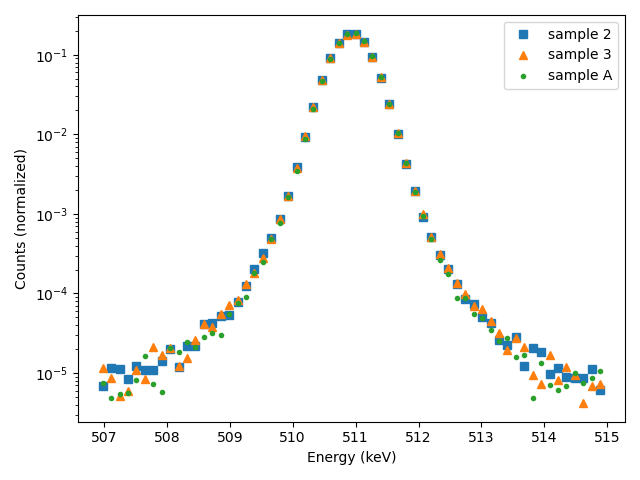 sample 2
sample 3
sample A
Counts (normalized)
10⁻¹
10⁻²
10⁻³
10⁻⁴
10⁻⁵
507 508 509 510 511 512 513 514 515
Energy (keV)